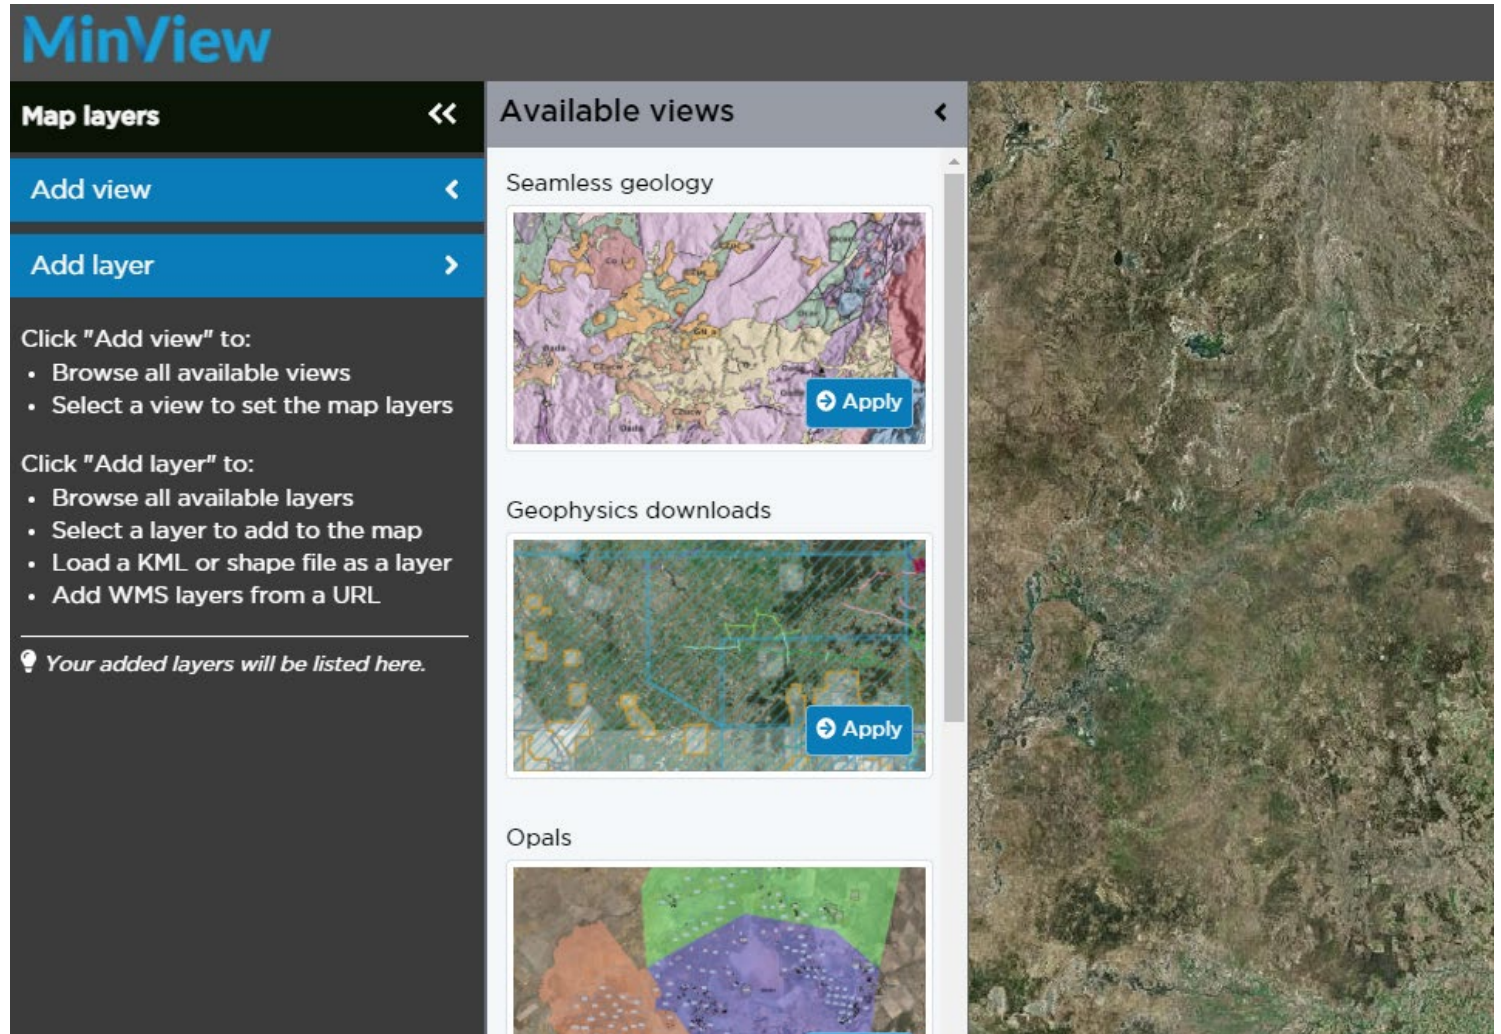 MinView
Map layers
Add view
Add layer
Click "Add view" to:
• Browse all available views
• Select a view to set the map layers
Click "Add layer" to:
• Browse all available layers
• Select a layer to add to the map
• Load a KML or shape file as a layer
• Add WMS layers from a URL
Your added layers will be listed here.
Available views
Seamless geology
Apply
Geophysics downloads
Apply
Opals